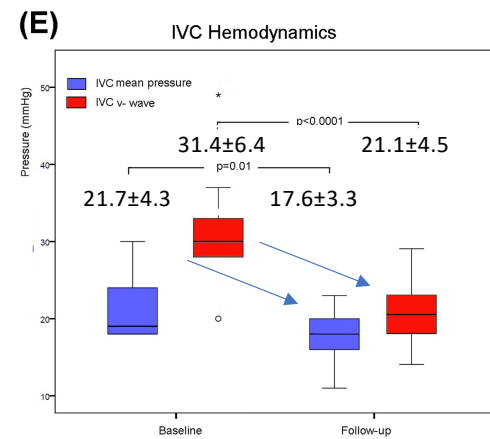 (E)
IVC Hemodynamics
Pressure (mmHg)
50
40
30
20
10
IVC mean pressure
IVC v- wave
*
p<0.0001
31.4±6.4
21.1±4.5
p=0.01
21.7±4.3
17.6±3.3
Baseline
Follow-up